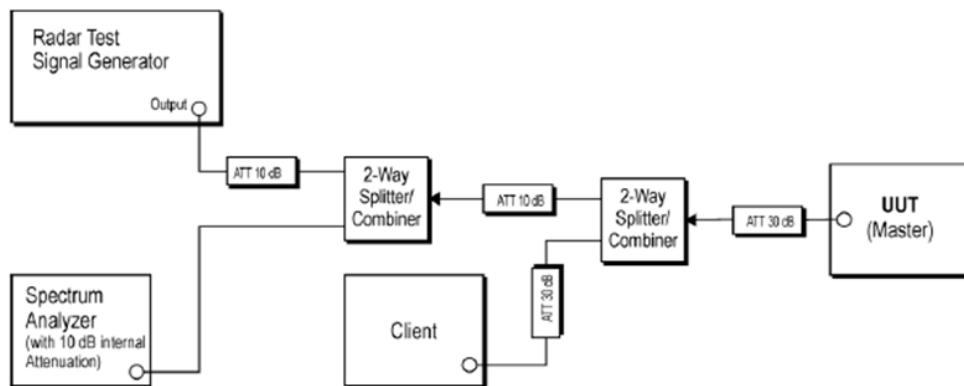 Radar Test
Signal Generator
Output
ATT 10 dB
2-Way
Splitter/
Combiner
ATT 10 dB
2-Way
Splitter/
Combiner
ATT 30 dB
UUT
(Master)
Spectrum
Analyzer
(with 10 dB internal
Attenuation)
Client
ATT 30 dB